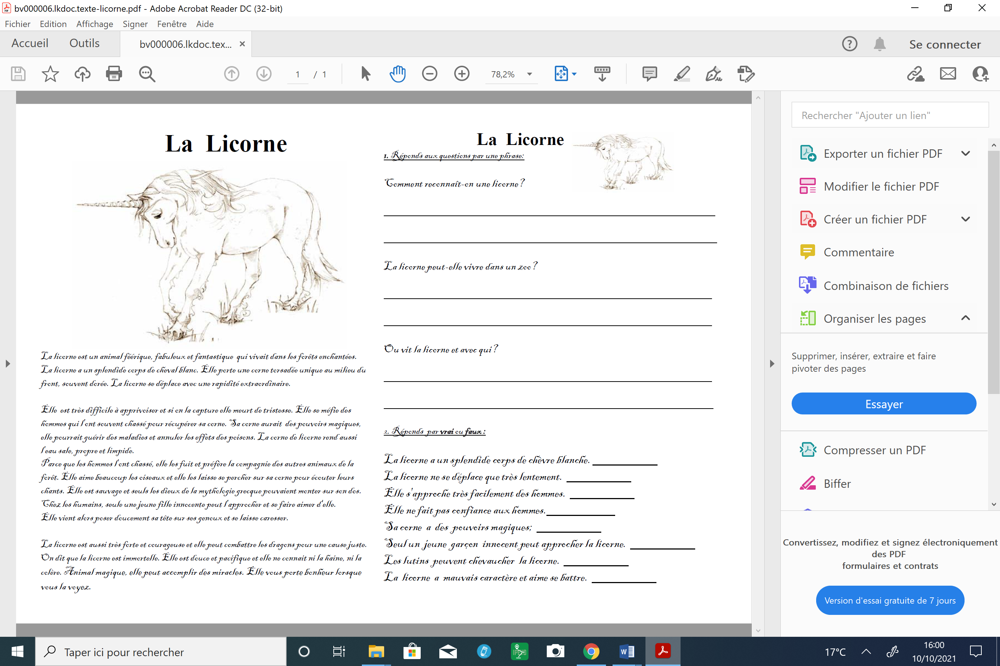 bv000006.lkdoc.texte-licorne.pdf - Adobe Acrobat Reader DC (32-bit)
Fichier Edition Affichage Signer Fenêtre Aide
Accueil Outils bv000006.lkdoc.tex... Se connecter
1 / 1 78,2%
La Licorne
La licorne est un animal féérique, fabuleux et fantastique qui vivait dans les forêts enchantées.
La licorne a un splendide corps de cheval blanc. Elle porte une corne torsadée unique au milieu du
front, souvent dorée. La licorne se déplace avec une rapidité extraordinaire.
Elle est très difficile à apprivoiser et si on la capture elle meurt de tristesse. Elle se méfie des
hommes qui l'ont souvent chassé pour récupérer sa corne. Sa corne aurait des pouvoirs magiques,
elle pourrait guérir des maladies et annuler les effets des poisons. La corne de licorne rend aussi
l'eau sale, propre et limpide.
Parce que les hommes l'ont chassé, elle les fuit et préfère la compagnie des autres animaux de la
forêt. Elle aime beaucoup les oiseaux et elle les laisse se percher sur sa corne pour écouter leurs
chants. Elle est sauvage et seuls les dieux de la mythologie grecque pouvaient monter sur son dos.
Chez les humains, seule une jeune fille innocente peut l'approcher et se faire aimer d'elle.
Elle vient alors poser doucement sa tête sur ses genoux et se laisse caresser.
La licorne est aussi très forte et courageuse et elle peut combattre les dragons pour une cause juste.
On dit que la licorne est immortelle. Elle est douce et pacifique et elle ne connait ni la haine, ni la
colère. Animal magique, elle peut accomplir des miracles. Elle vous porte bonheur lorsque
vous la voyez.
La Licorne
1. Réponds aux questions par une phrase:
Comment reconnaît-on une licorne ?
La licorne peut-elle vivre dans un zoo ?
Ou vit la licorne et avec qui ?
2. Réponds par vrai ou faux :
La licorne a un splendide corps de chèvre blanche.
La licorne ne se déplace que très lentement.
Elle s'approche très facilement des hommes.
Elle ne fait pas confiance aux hommes.
Sa corne a des pouvoirs magiques;
Seul un jeune garçon innocent peut approcher la licorne.
Les lutins peuvent chevaucher la licorne.
La licorne a mauvais caractère et aime se battre.
Rechercher "Ajouter un lien"
Exporter un fichier PDF
Modifier le fichier PDF
Créer un fichier PDF
Commentaire
Combinaison de fichiers
Organiser les pages
Supprimer, insérer, extraire et faire
pivoter des pages
Essayer
Compresser un PDF
Biffer
Convertissez, modifiez et signez électroniquement
des PDF
formulaires et contrats
Version d'essai gratuite de 7 jours
Taper ici pour rechercher
IPEVO
17°C
16:00
10/10/2021